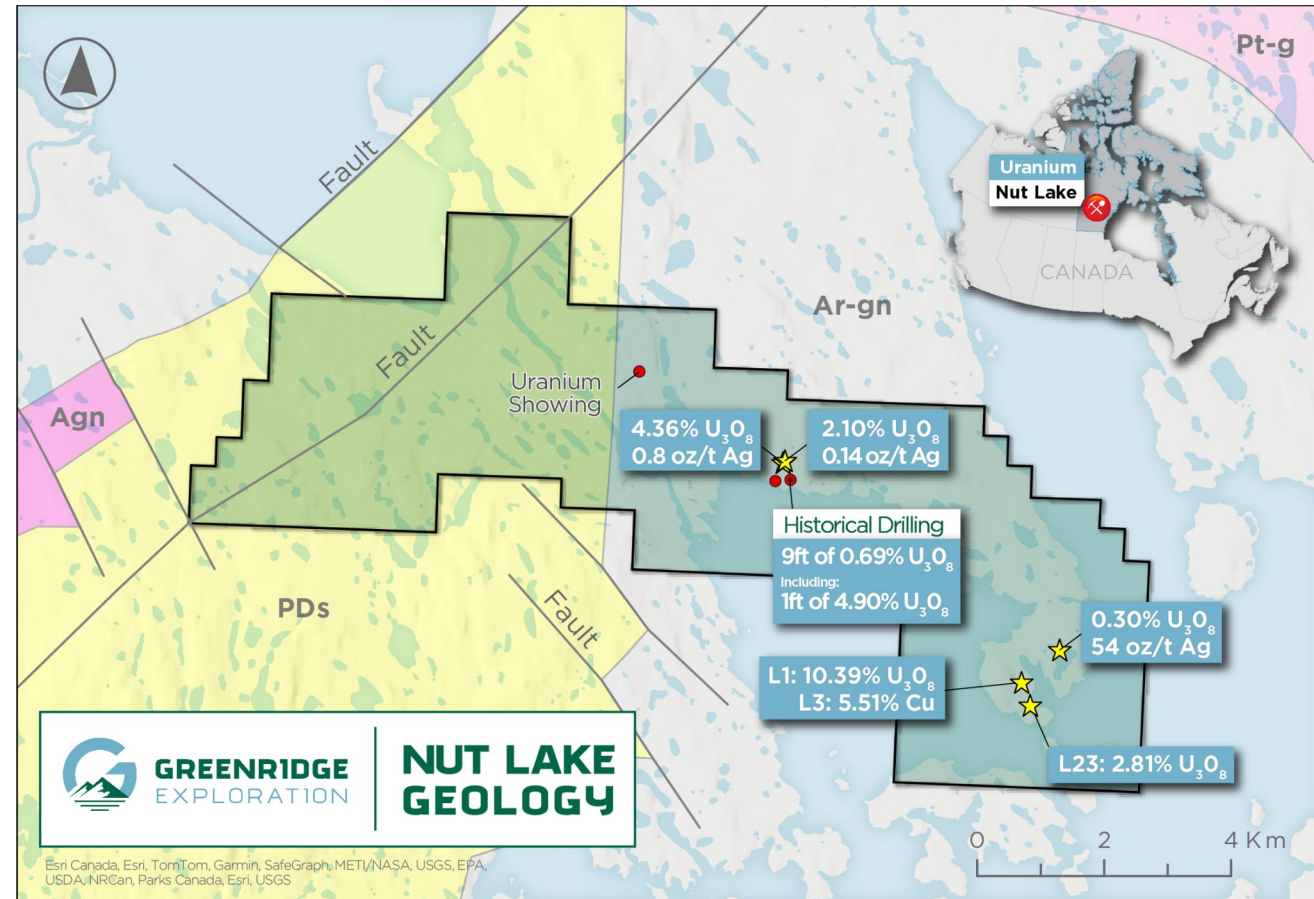 Pt-g
Fault
Uranium
Nut Lake
CANADA
Ar-gn
Fault
Uranium
Showing
Agn
4.36% U₃O₈
0.8 oz/t Ag
2.10% U₃O₈
0.14 oz/t Ag
Historical Drilling
9ft of 0.69% U₃O₈
Including:
1ft of 4.90% U₃O₈
PDs
Fault
0.30% U₃O₈
54 oz/t Ag
L1: 10.39% U₃O₈
L3: 5.51% Cu
L23: 2.81% U₃O₈
GREENRIDGE
EXPLORATION
NUT LAKE
GEOLOGY
0 2 4 Km
Esri Canada, Esri, TomTom, Garmin, SafeGraph, METI/NASA, USGS, EPA,
USDA, NRCan, Parks Canada, Esri, USGS